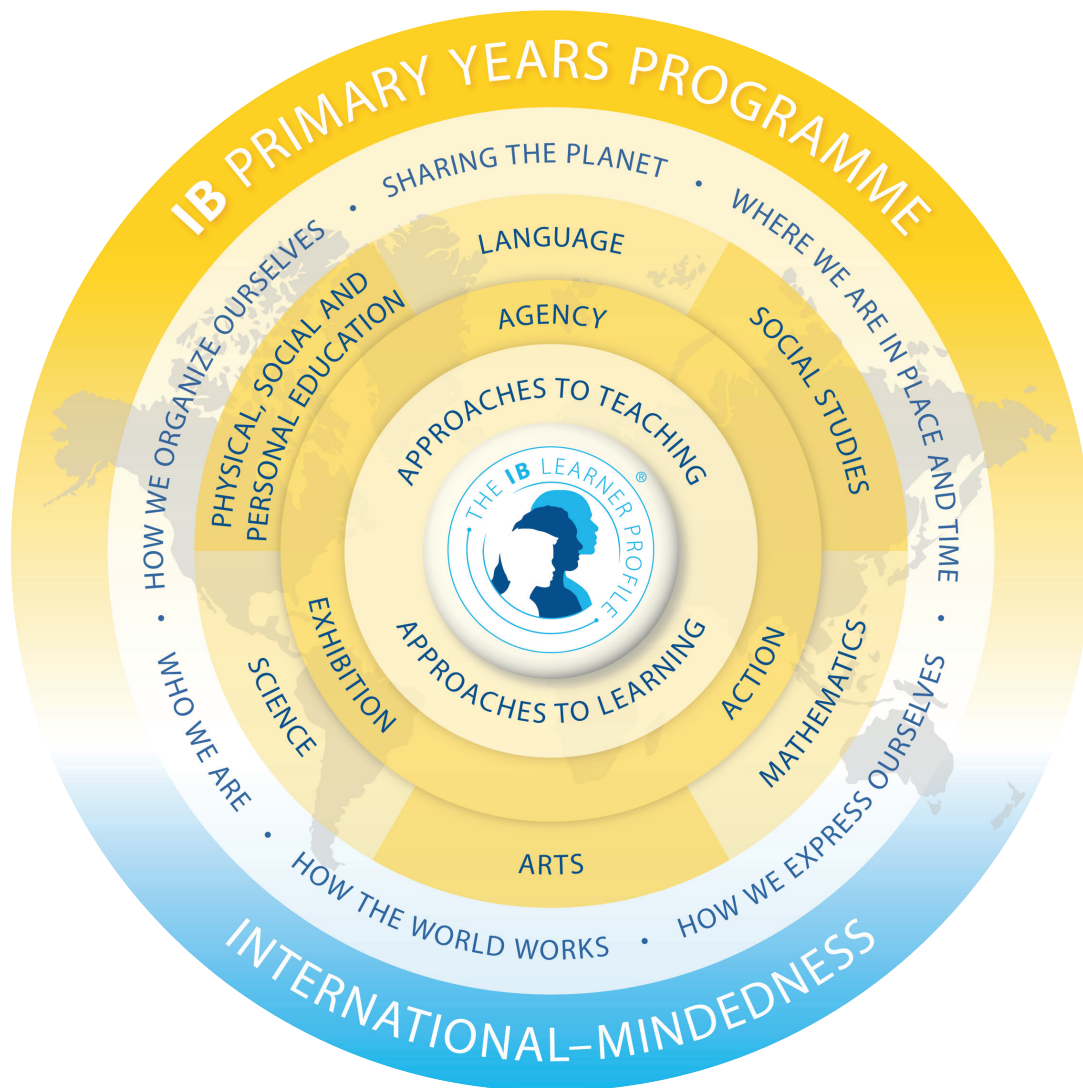 IB PRIMARY YEARS PROGRAMME
SHARING THE PLANET
•
WHERE WE ARE IN PLACE AND TIME
•
HOW WE EXPRESS OURSELVES
•
HOW THE WORLD WORKS
•
WHO WE ARE
•
HOW WE ORGANIZE OURSELVES
•
LANGUAGE
SOCIAL STUDIES
MATHEMATICS
ARTS
SCIENCE
PHYSICAL, SOCIAL AND
PERSONAL EDUCATION
AGENCY
ACTION
EXHIBITION
APPROACHES TO TEACHING
APPROACHES TO LEARNING
• THE IB LEARNER PROFILE •
®
INTERNATIONAL–MINDEDNESS